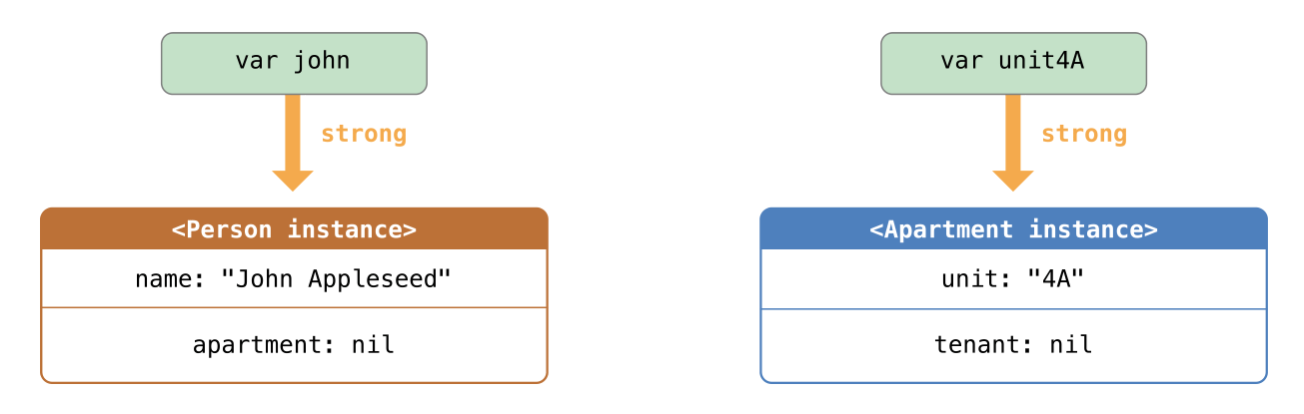 var john
var unit4A
strong
strong
<Person instance>
<Apartment instance>
name: "John Appleseed"
unit: "4A"
apartment: nil
tenant: nil